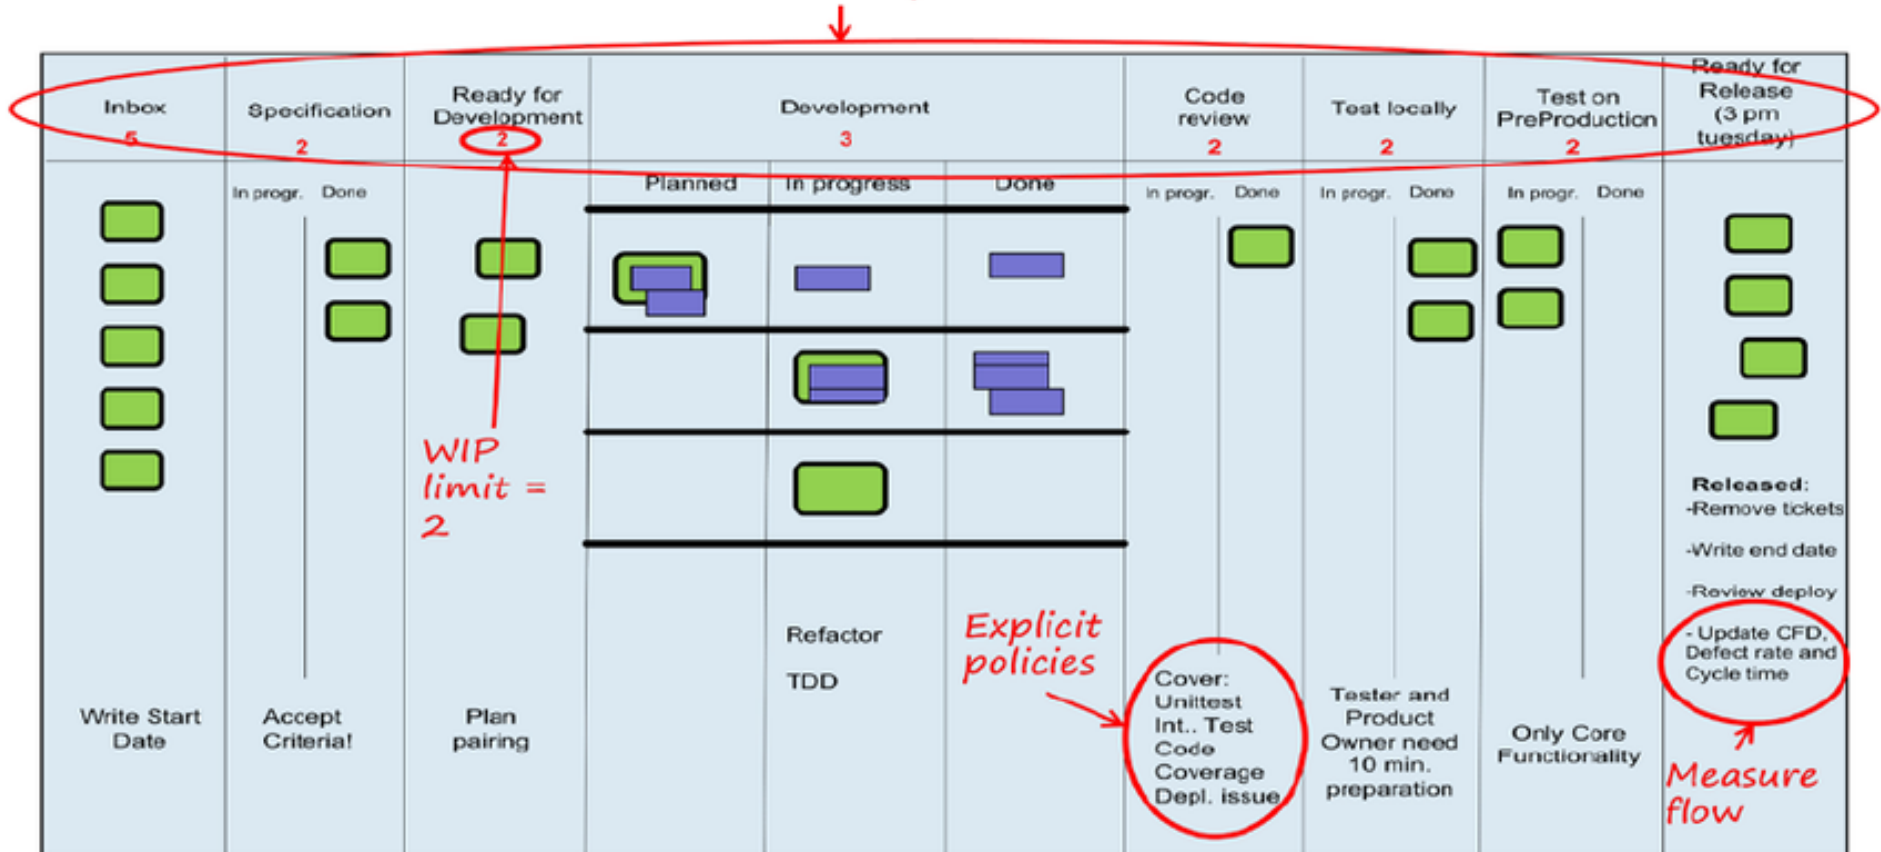 Inbox
5
Specification
2
Ready for
Development
2
Development
3
Code
review
2
Test locally
2
Test on
PreProduction
2
Ready for
Release
(3 pm
tuesday)
In progr. Done
Planned
In progress
Done
In progr. Done
In progr. Done
In progr. Done
WIP
limit =
2
Released:
-Remove tickets
-Write end date
-Review deploy
- Update CFD,
Defect rate and
Cycle time
Explicit
policies
Measure
flow
Write Start
Date
Accept
Criteria!
Plan
pairing
Refactor
TDD
Cover:
Unittest
Int.. Test
Code
Coverage
Depl. issue
Tester and
Product
Owner need
10 min.
preparation
Only Core
Functionality